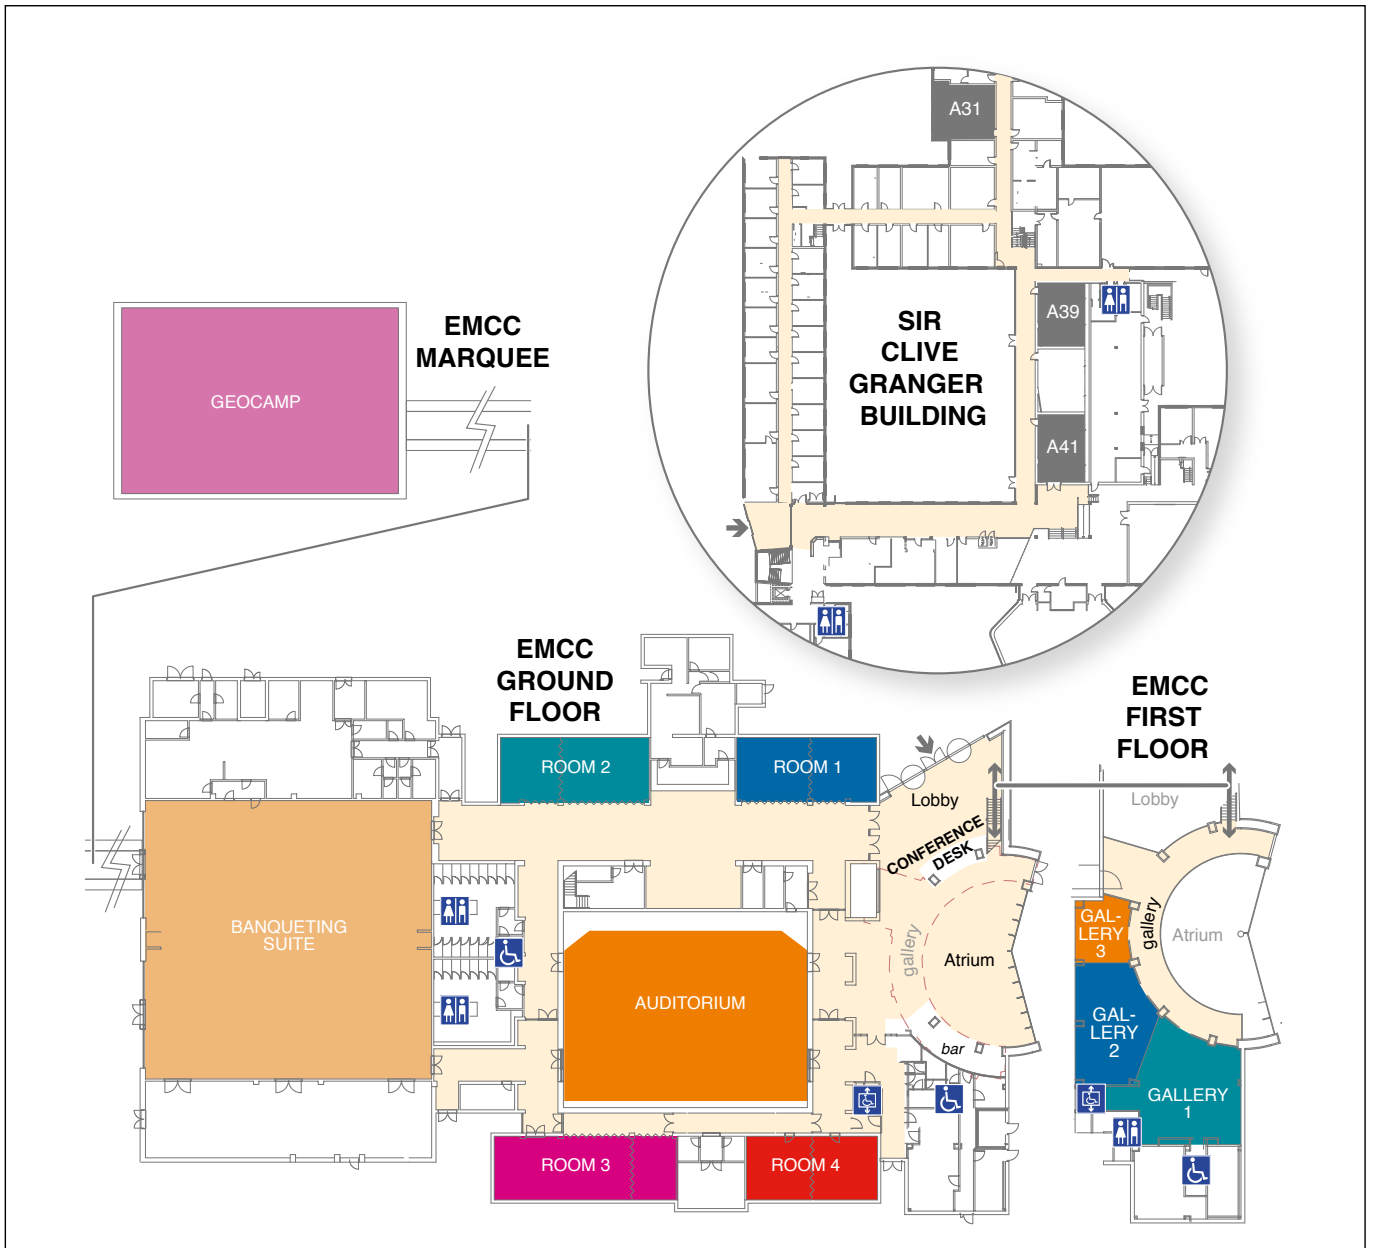 A31
SIR
CLIVE
GRANGER
BUILDING
A39
A41
EMCC
MARQUEE
GEOCAMP
EMCC
GROUND
FLOOR
EMCC
FIRST
FLOOR
ROOM 2
ROOM 1
Lobby
Lobby
CONFERENCE
DESK
BANQUETING
SUITE
AUDITORIUM
gallery
Atrium
bar
ROOM 3
ROOM 4
GAL-
LERY
3
gallery
Atrium
GAL-
LERY
2
GALLERY
1